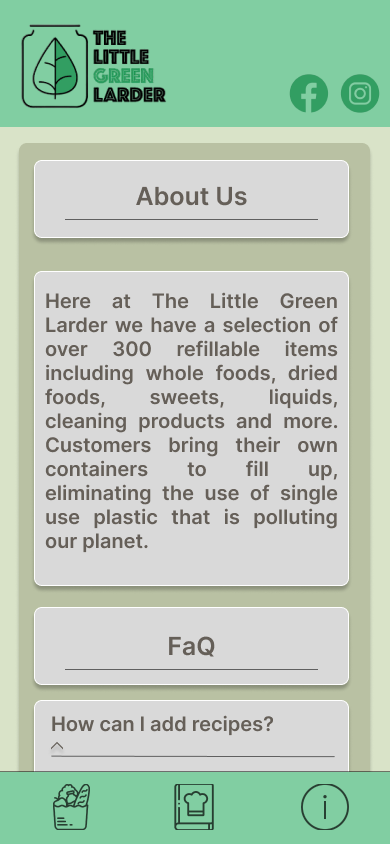 THE
LITTLE
GREEN
LARDER
About Us
Here at The Little Green
Larder we have a selection of
over 300 refillable items
including whole foods, dried
foods, sweets, liquids,
cleaning products and more.
Customers bring their own
containers to fill up,
eliminating the use of single
use plastic that is polluting
our planet.
FaQ
How can I add recipes?